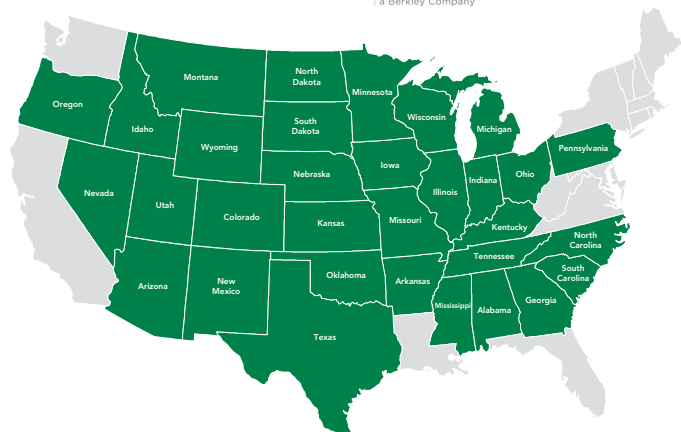 a Berkley Company
Montana
North
Dakota
Minnesota
Oregon
Idaho
South
Dakota
Wisconsin
Michigan
Wyoming
Pennsylvania
Iowa
Nebraska
Ohio
Indiana
Illinois
Nevada
Utah
Colorado
Kansas
Missouri
Kentucky
North
Carolina
Tennessee
South
Carolina
Oklahoma
Arkansas
Arizona
New
Mexico
Georgia
Mississippi
Alabama
Texas